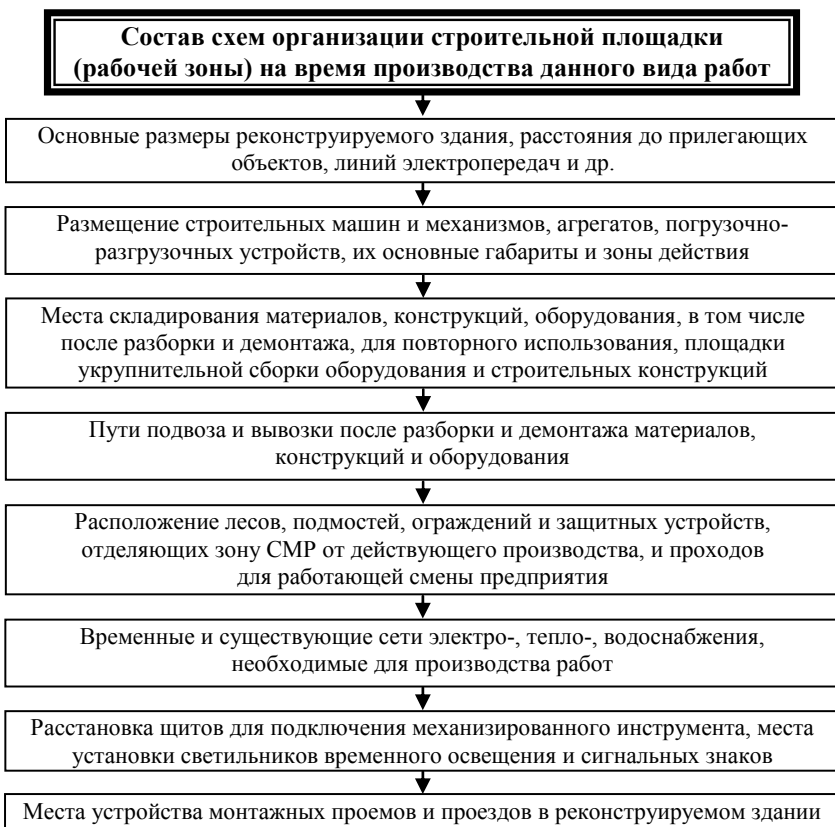 Состав схем организации строительной площадки
(рабочей зоны) на время производства данного вида работ
Основные размеры реконструируемого здания, расстояния до прилегающих
объектов, линий электропередач и др.
Размещение строительных машин и механизмов, агрегатов, погрузочно-
разгрузочных устройств, их основные габариты и зоны действия
Места складирования материалов, конструкций, оборудования, в том числе
после разборки и демонтажа, для повторного использования, площадки
укрупнительной сборки оборудования и строительных конструкций
Пути подвоза и вывозки после разборки и демонтажа материалов,
конструкций и оборудования
Расположение лесов, подмостей, ограждений и защитных устройств,
отделяющих зону СМР от действующего производства, и проходов
для работающей смены предприятия
Временные и существующие сети электро-, тепло-, водоснабжения,
необходимые для производства работ
Расстановка щитов для подключения механизированного инструмента, места
установки светильников временного освещения и сигнальных знаков
Места устройства монтажных проемов и проездов в реконструируемом здании